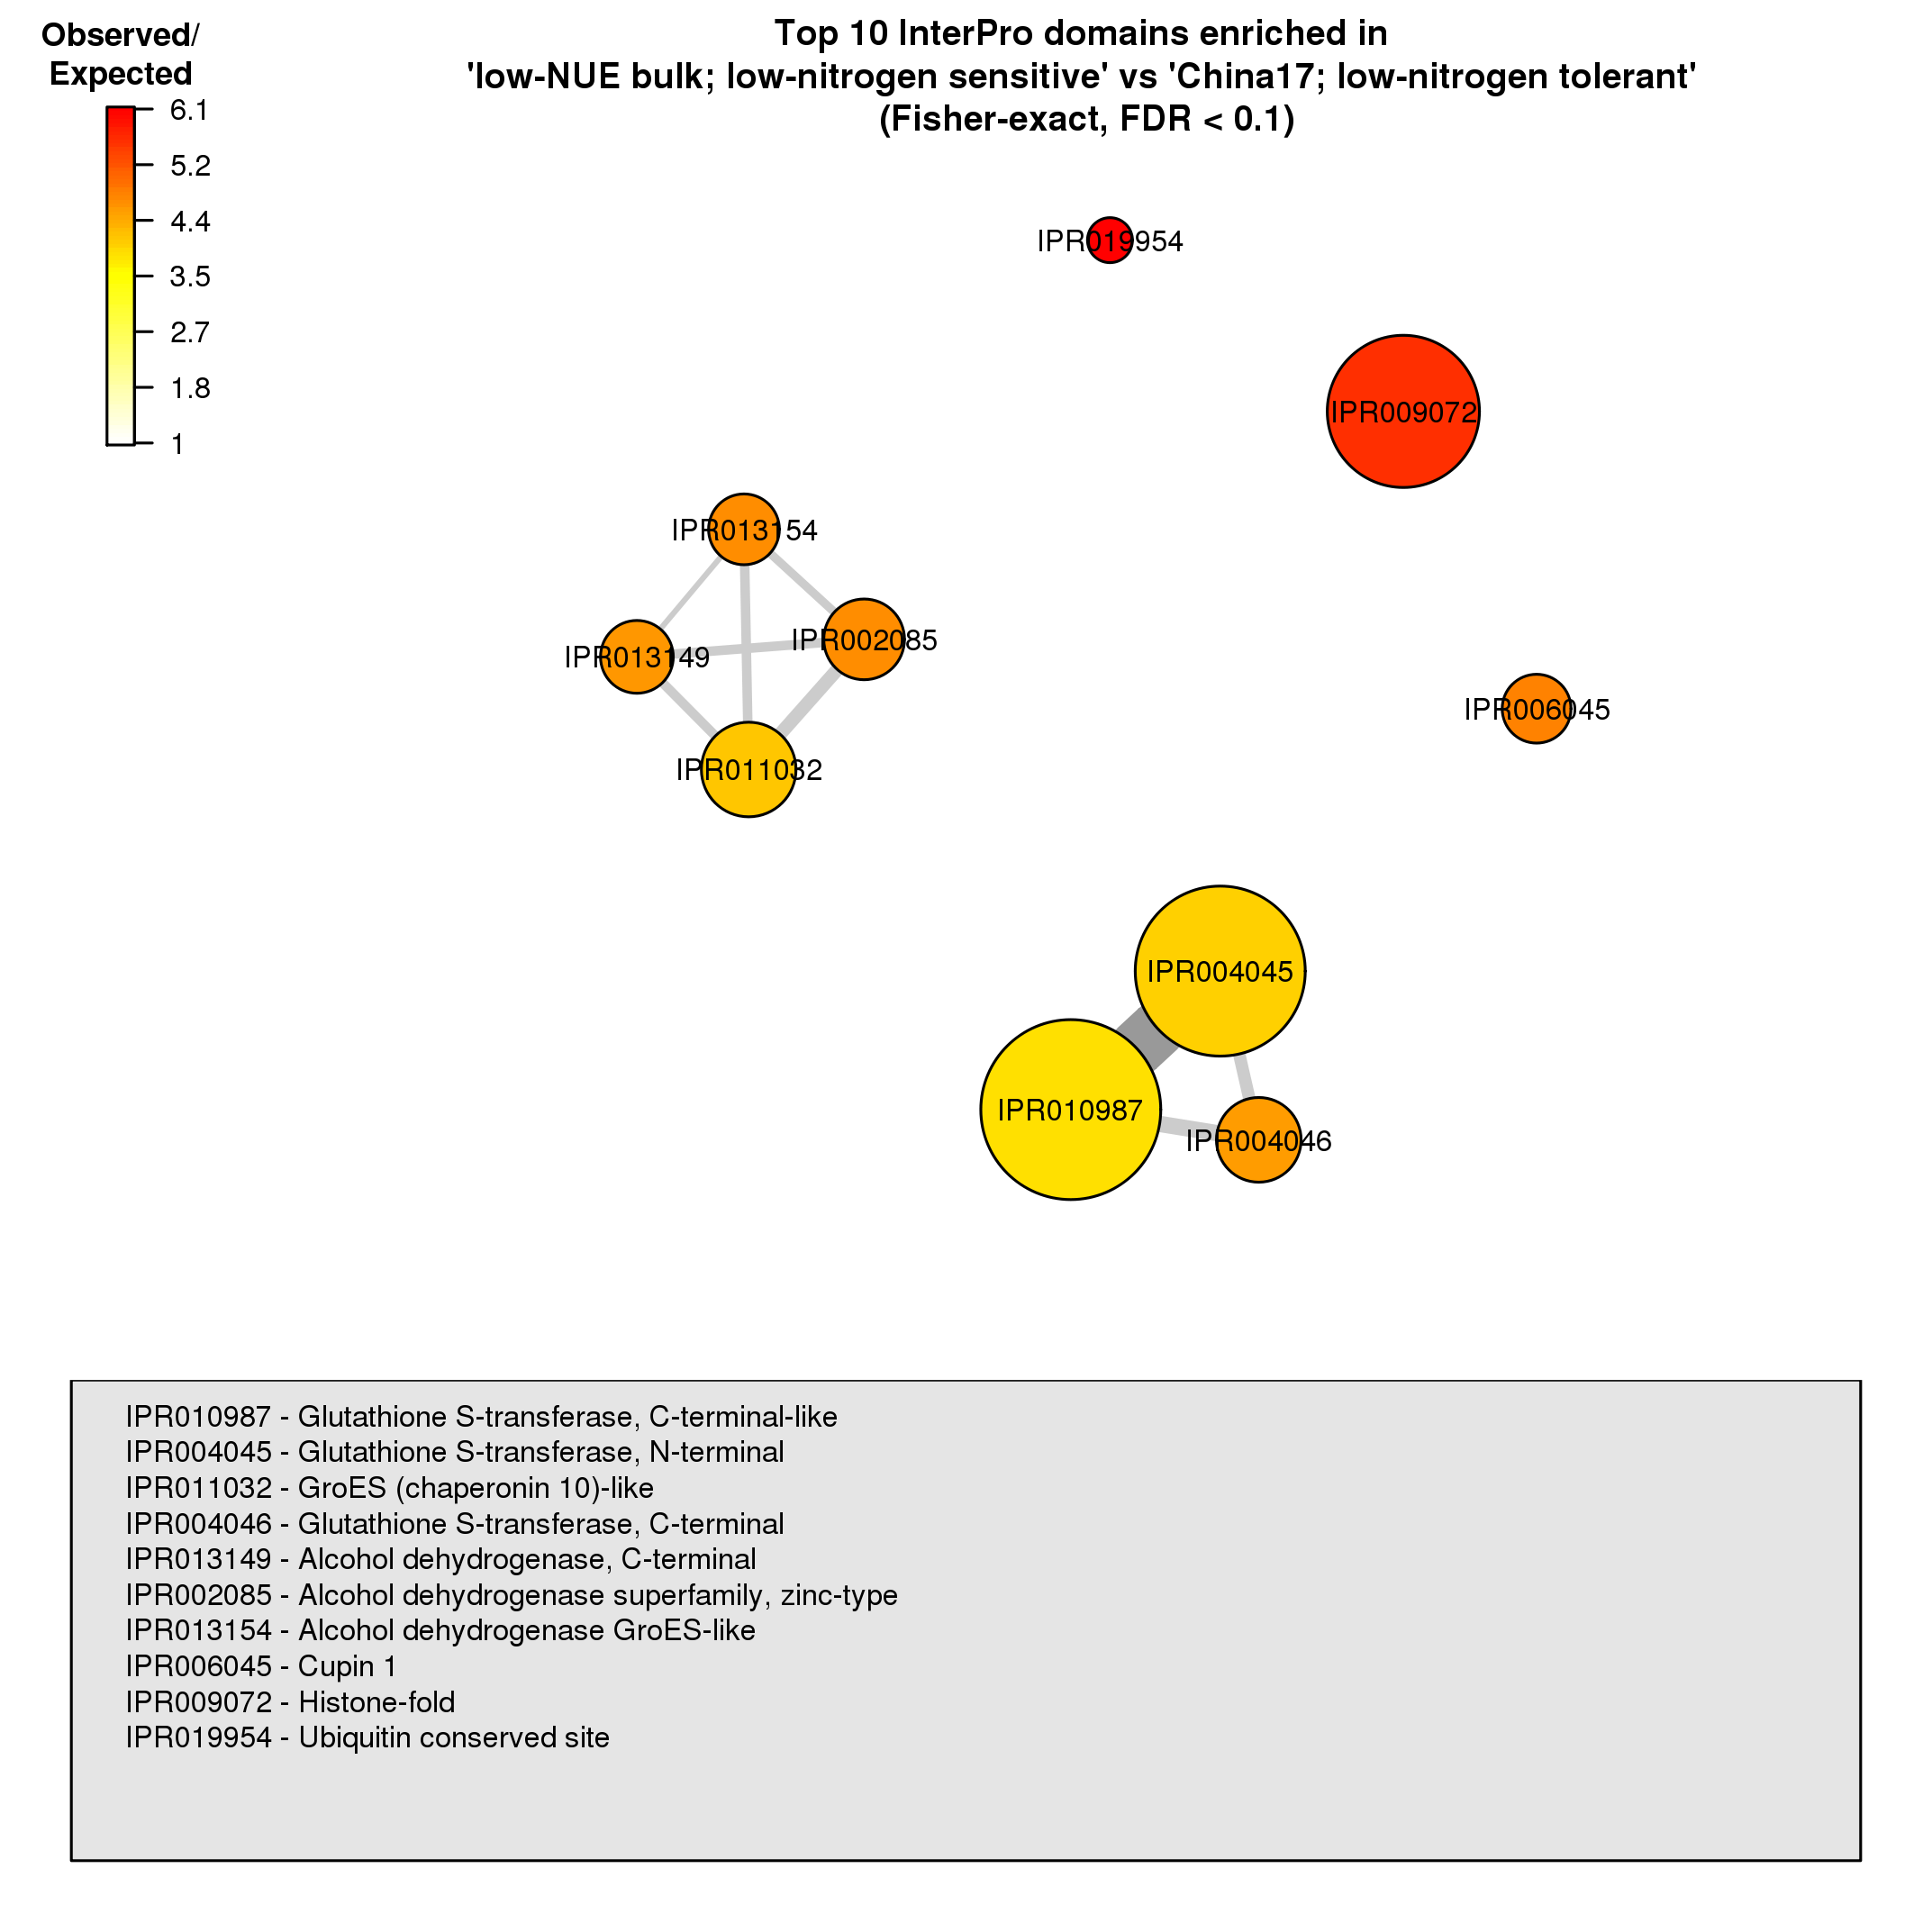 Observed/
Expected
6.1
5.2
4.4
3.5
2.7
1.8
1
Top 10 InterPro domains enriched in
'low-NUE bulk; low-nitrogen sensitive' vs 'China17; low-nitrogen tolerant'
(Fisher-exact, FDR < 0.1)
IPR019954
IPR009072
IPR013154
IPR002085
IPR013149
IPR006045
IPR011032
IPR004045
IPR010987
IPR004046
IPR010987 - Glutathione S-transferase, C-terminal-like
IPR004045 - Glutathione S-transferase, N-terminal
IPR011032 - GroES (chaperonin 10)-like
IPR004046 - Glutathione S-transferase, C-terminal
IPR013149 - Alcohol dehydrogenase, C-terminal
IPR002085 - Alcohol dehydrogenase superfamily, zinc-type
IPR013154 - Alcohol dehydrogenase GroES-like
IPR006045 - Cupin 1
IPR009072 - Histone-fold
IPR019954 - Ubiquitin conserved site